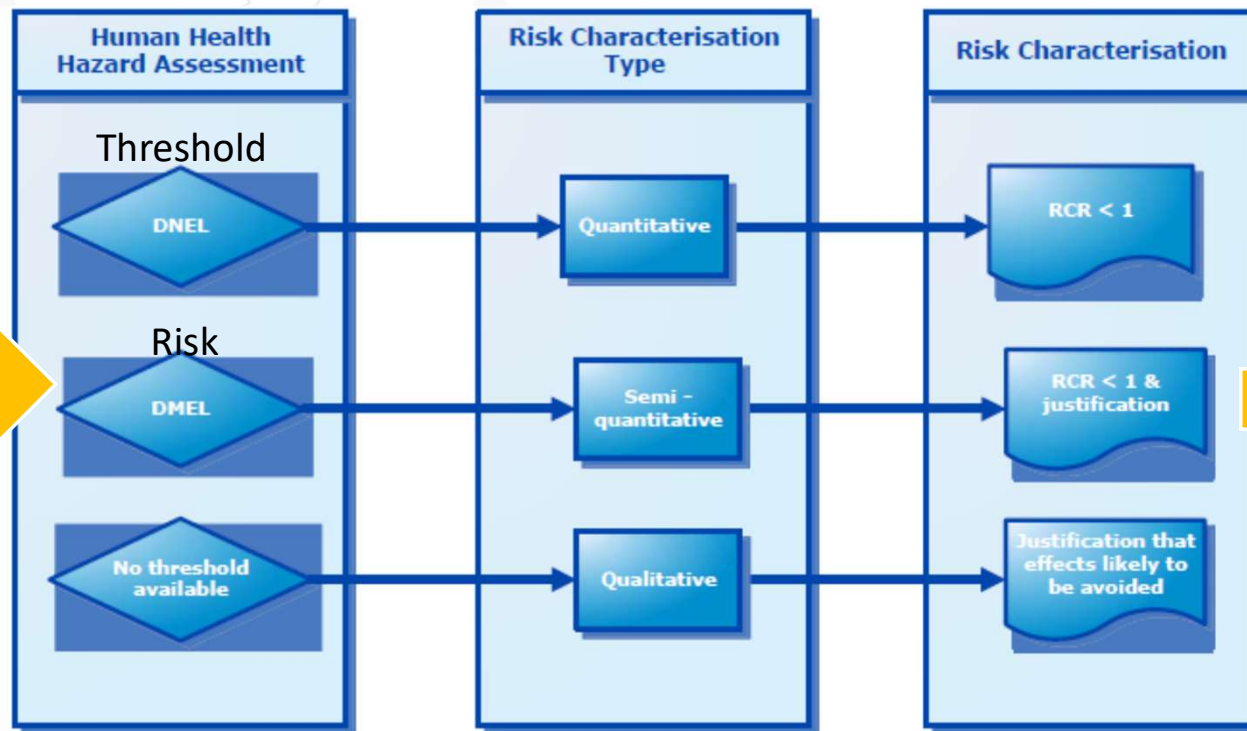 Human Health
Hazard Assessment
Risk Characterisation
Type
Risk Characterisation
Threshold
DNEL
Quantitative
RCR < 1
Risk
DMEL
Semi –
quantitative
RCR < 1 &
justification
No threshold
available
Qualitative
Justification that
effects likely to
be avoided